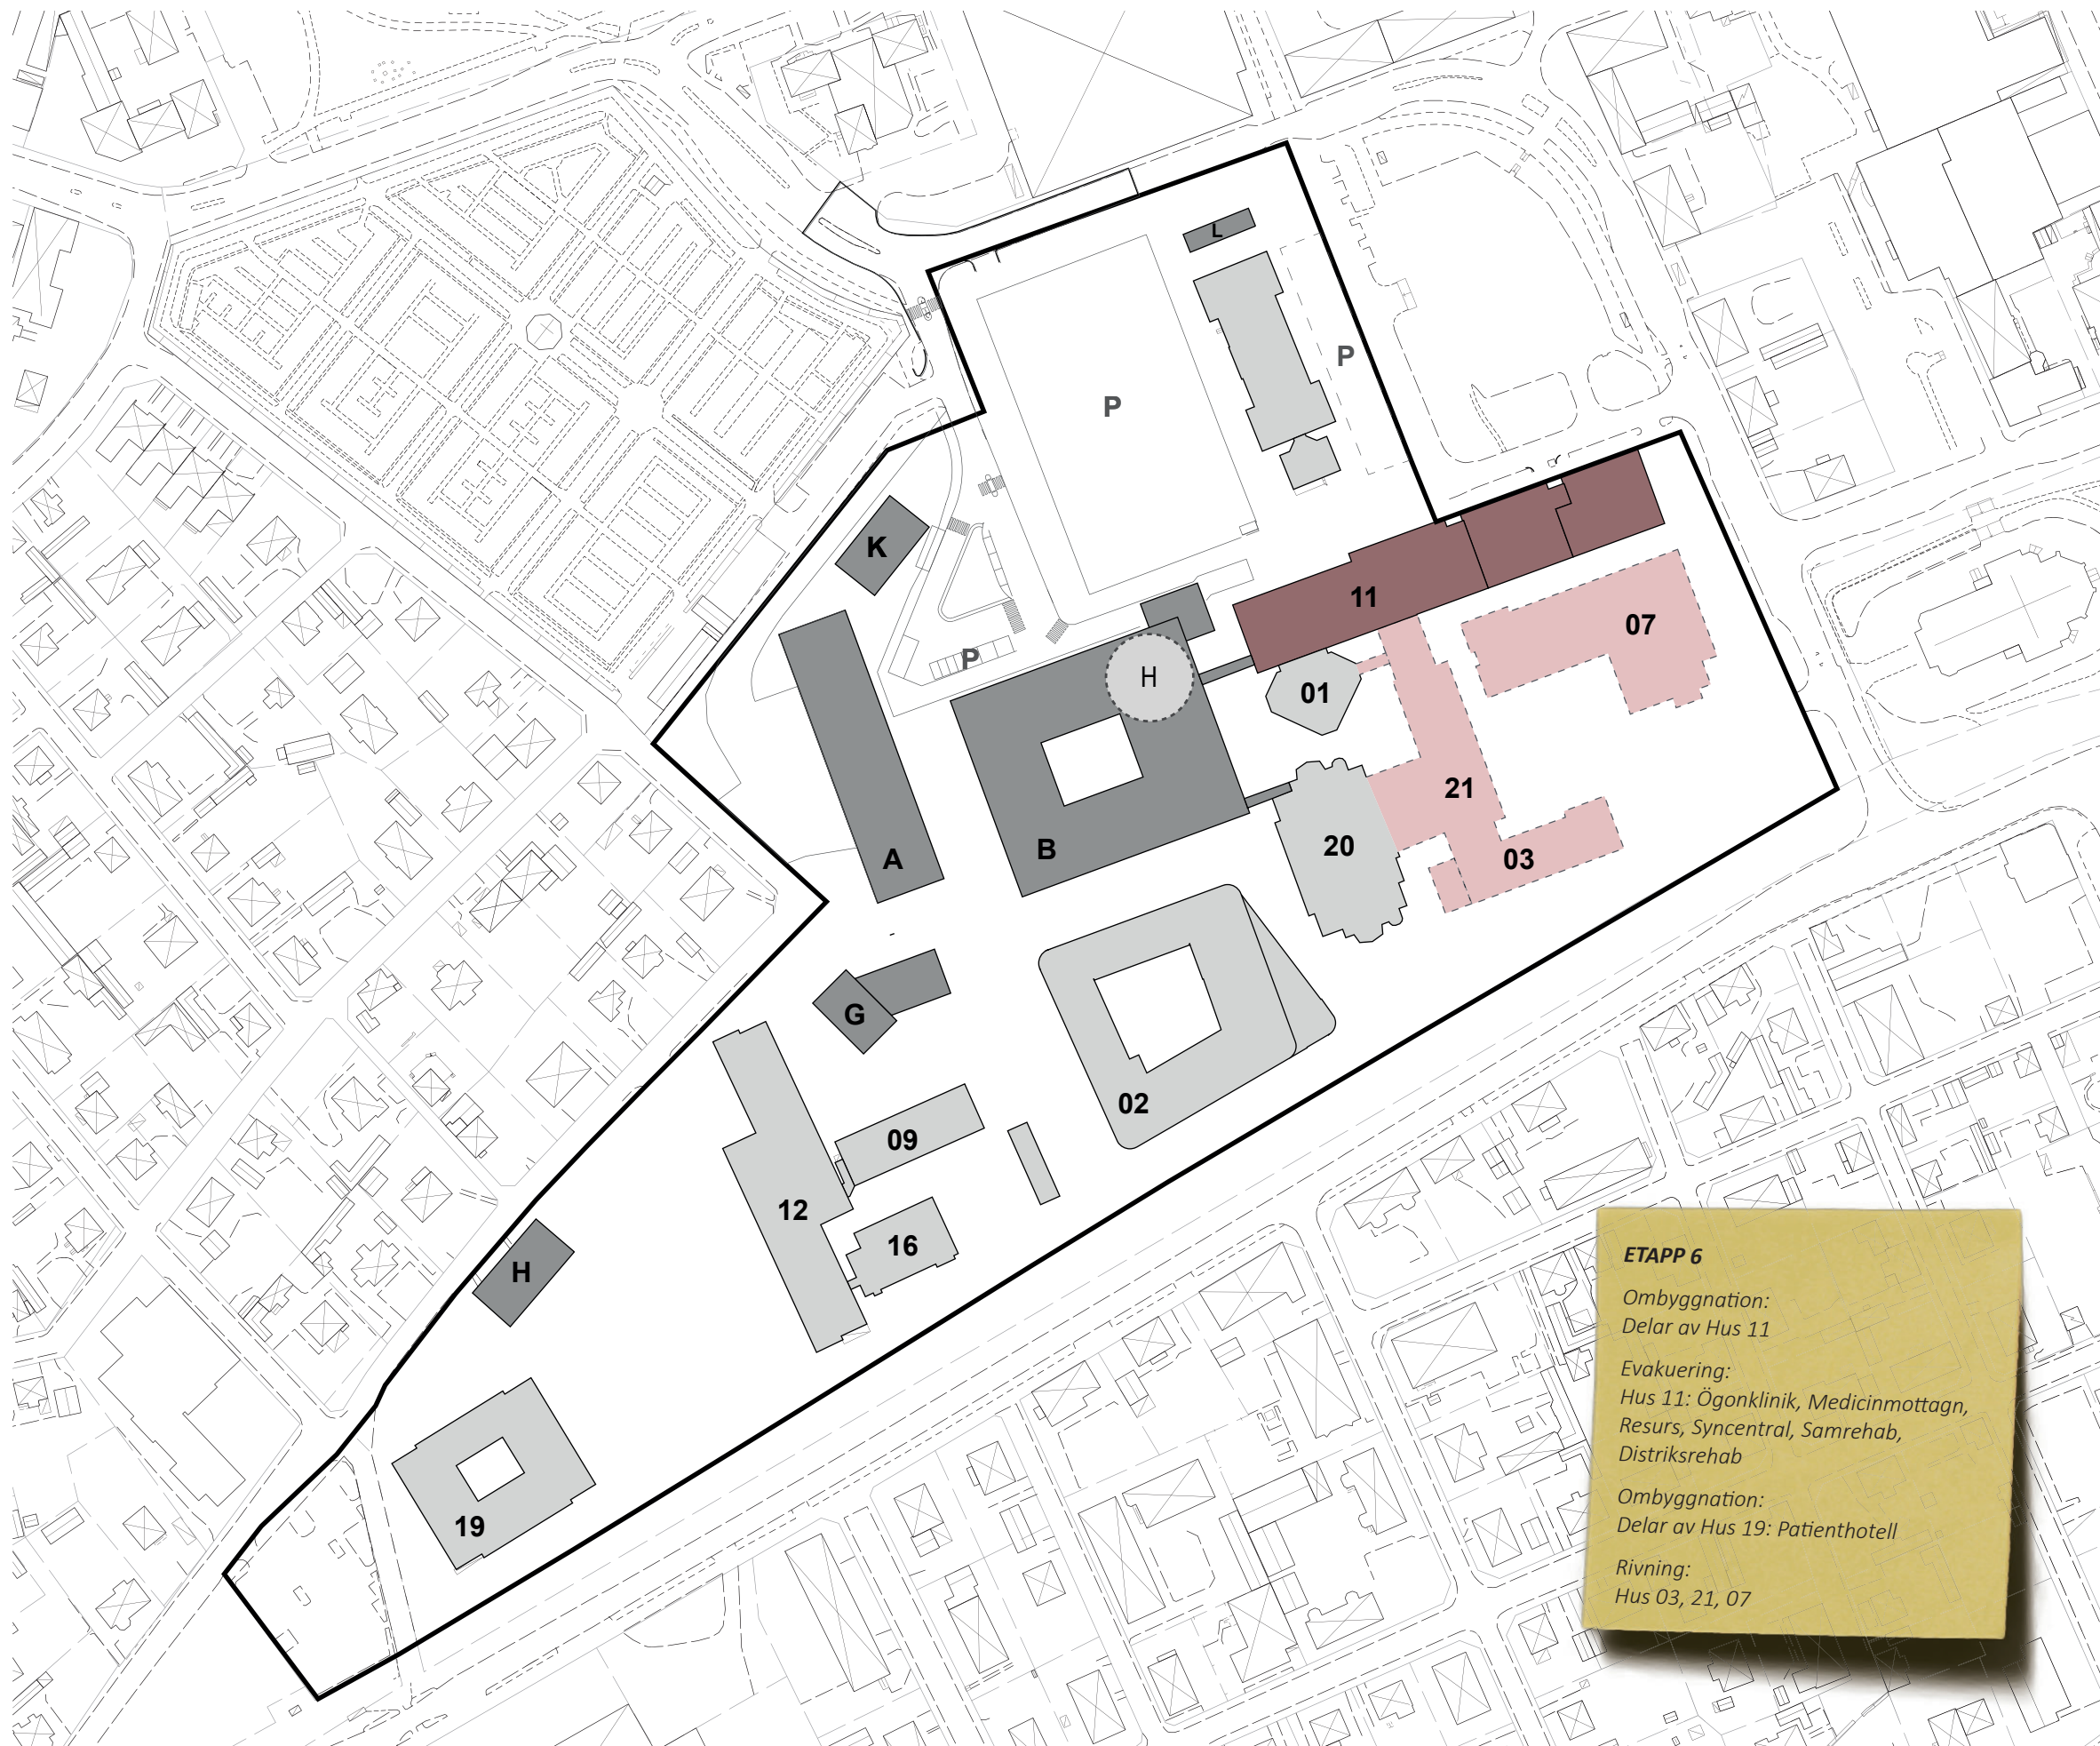 L
P
P
K
11
07
P
H
01
21
A
B
20
03
G
02
09
12
16
H
19
ETAPP 6
Ombyggnation:
Delar av Hus 11
Evakuering:
Hus 11: Ögonklinik, Medicinmottagn,
Resurs, Syncentral, Samrehab,
Distriksrehab
Ombyggnation:
Delar av Hus 19: Patienthotell
Rivning:
Hus 03, 21, 07